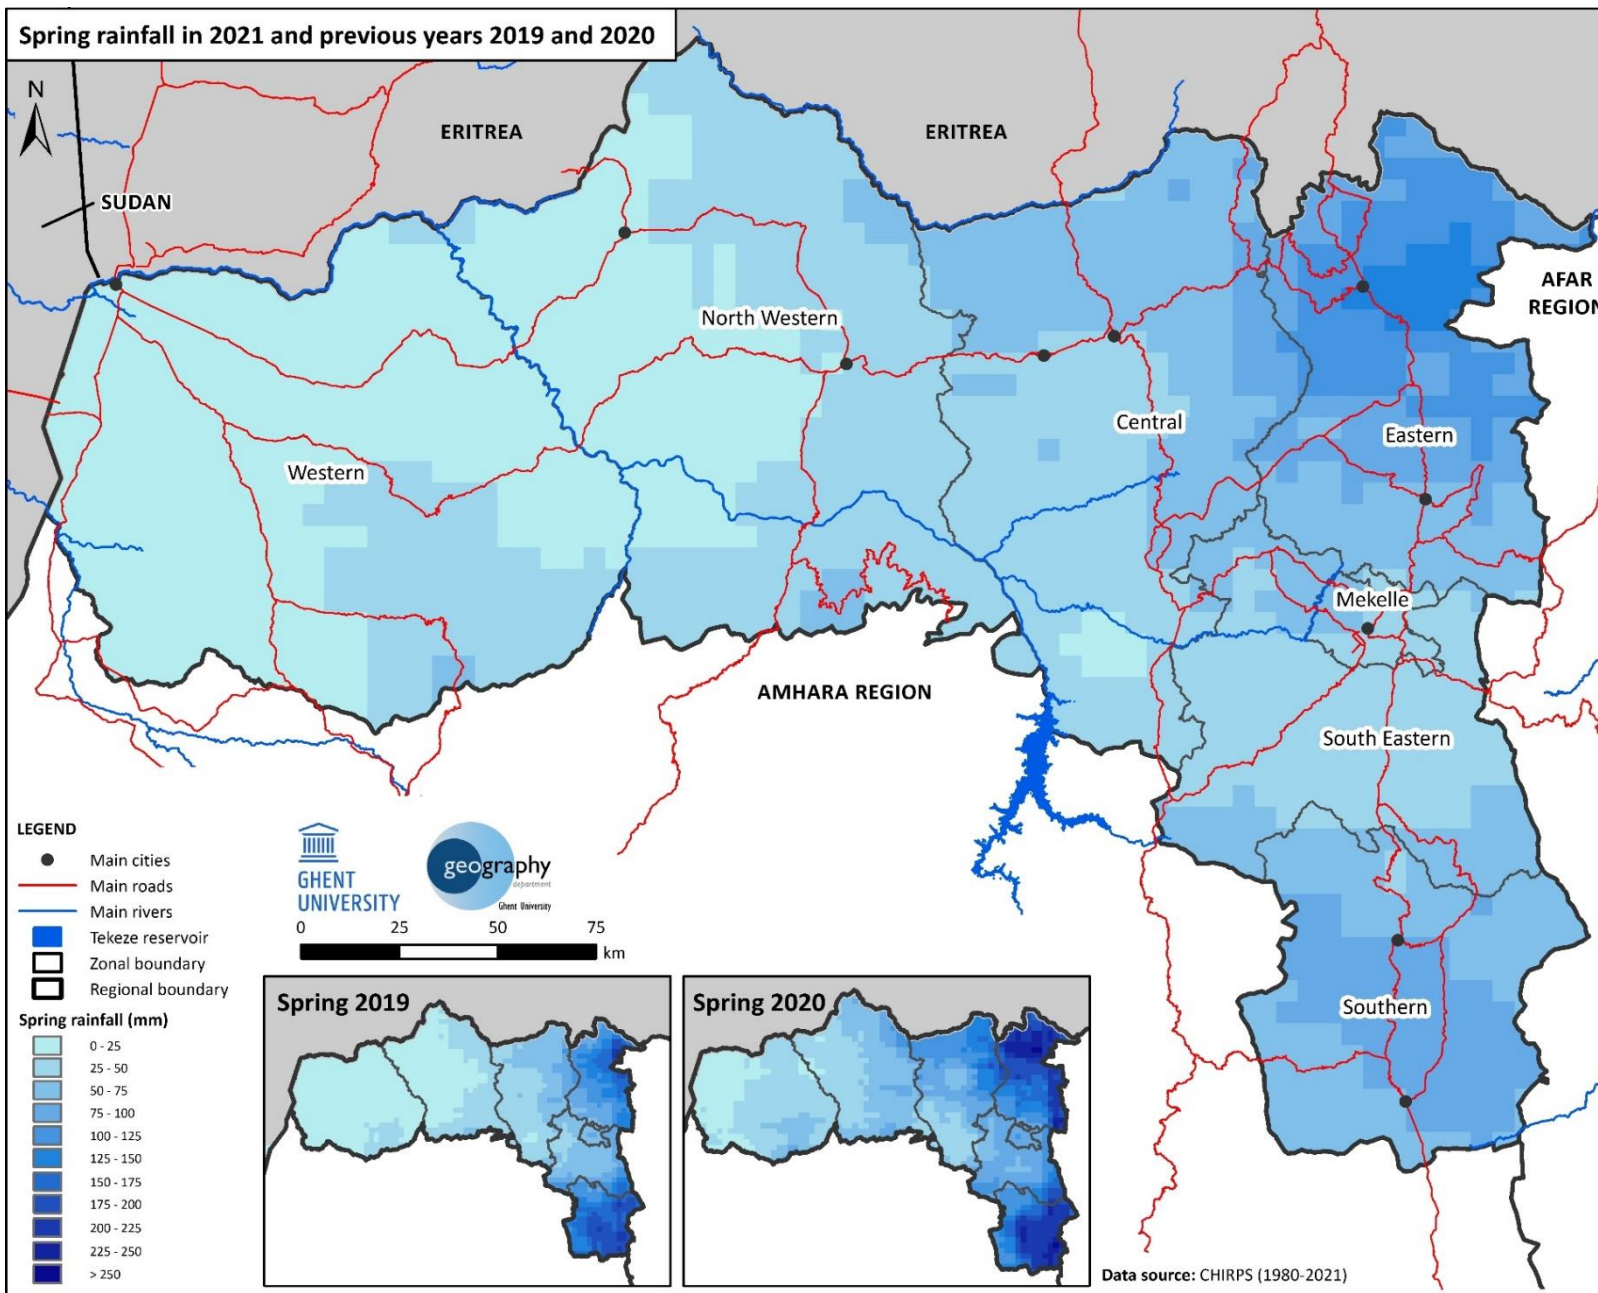 Spring rainfall in 2021 and previous years 2019 and 2020
N
ERITREA
ERITREA
SUDAN
AFAR
REGION
North Western
Central
Eastern
Western
Mekelle
AMHARA REGION
South Eastern
Southern
LEGEND
Main cities
Main roads
Main rivers
Tekeze reservoir
Zonal boundary
Regional boundary
Spring rainfall (mm)
0 - 25
25 - 50
50 - 75
75 - 100
100 - 125
125 - 150
150 - 175
175 - 200
200 - 225
225 - 250
> 250
GHENT
UNIVERSITY
geography
department
Ghent University
0 25 50 75
km
Spring 2019
Spring 2020
Data source: CHIRPS (1980-2021)